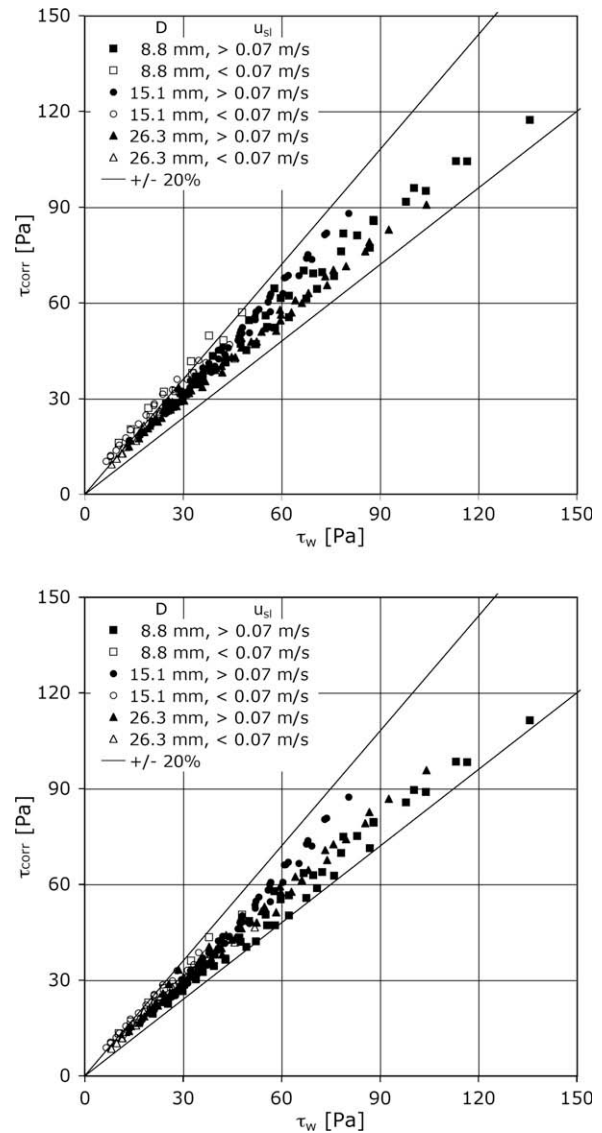 150
120
90
60
30
0
τcorr [Pa]
D u_sl
■ 8.8 mm, > 0.07 m/s
□ 8.8 mm, < 0.07 m/s
● 15.1 mm, > 0.07 m/s
○ 15.1 mm, < 0.07 m/s
▲ 26.3 mm, > 0.07 m/s
△ 26.3 mm, < 0.07 m/s
— +/- 20%
0 30 60 90 120 150
τ_w [Pa]
150
120
90
60
30
0
τcorr [Pa]
D u_sl
■ 8.8 mm, > 0.07 m/s
□ 8.8 mm, < 0.07 m/s
● 15.1 mm, > 0.07 m/s
○ 15.1 mm, < 0.07 m/s
▲ 26.3 mm, > 0.07 m/s
△ 26.3 mm, < 0.07 m/s
— +/- 20%
0 30 60 90 120 150
τ_w [Pa]